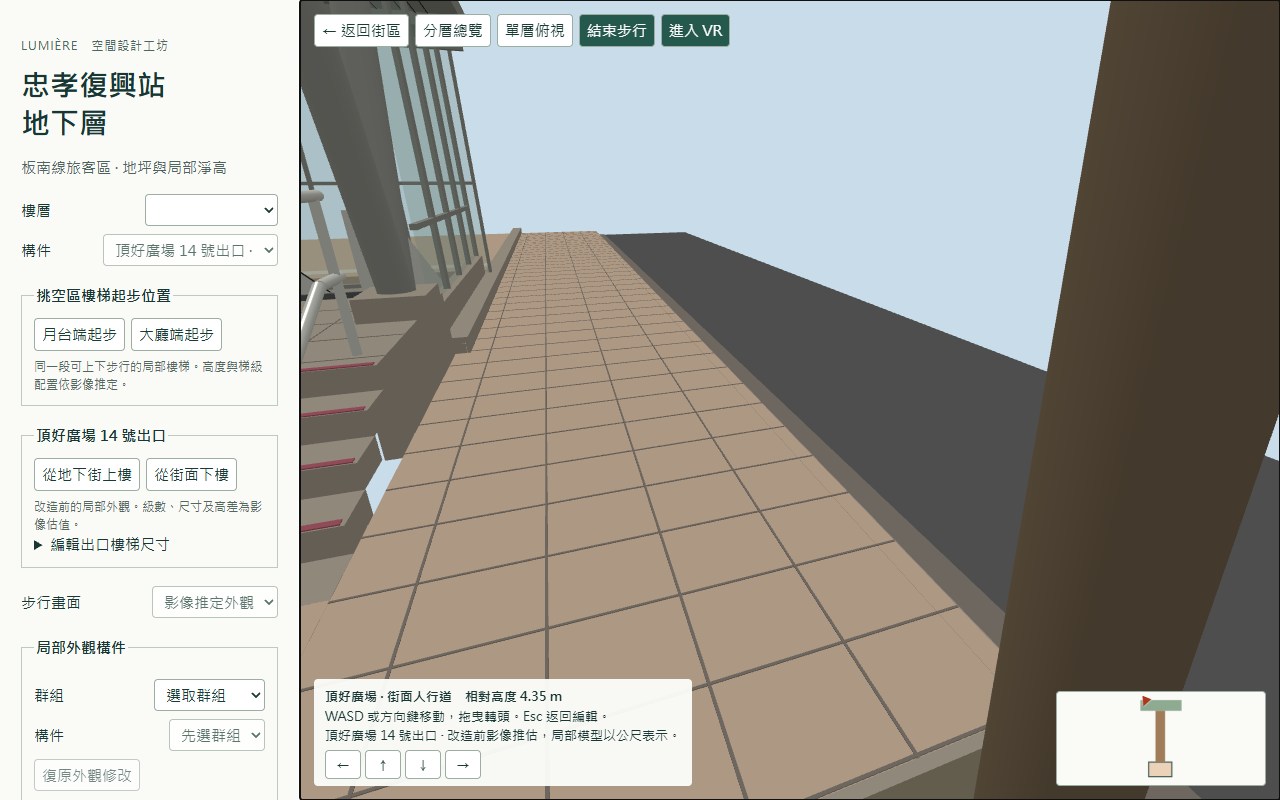 LUMIÈRE 空間設計工坊
忠孝復興站
地下層
板南線旅客區 · 地坪與局部淨高
樓層
構件 頂好廣場 14 號出口 ·
挑空區樓梯起步位置
月台端起步 大廳端起步
同一段可上下步行的局部樓梯。高度與梯級
配置依影像推定。
頂好廣場 14 號出口
從地下街上樓 從街面下樓
改造前的局部外觀。級數、尺寸及高差為影
像估值。
▶ 編輯出口樓梯尺寸
步行畫面 影像推定外觀
局部外觀構件
群組 選取群組
構件 先選群組
復原外觀修改
← 返回街區 分層總覽 單層俯視 結束步行 進入 VR
頂好廣場 · 街面人行道 相對高度 4.35 m
WASD 或方向鍵移動，拖曳轉頭。Esc 返回編輯。
頂好廣場 14 號出口 · 改造前影像推估，局部模型以公尺表示。
← ↑ ↓ →